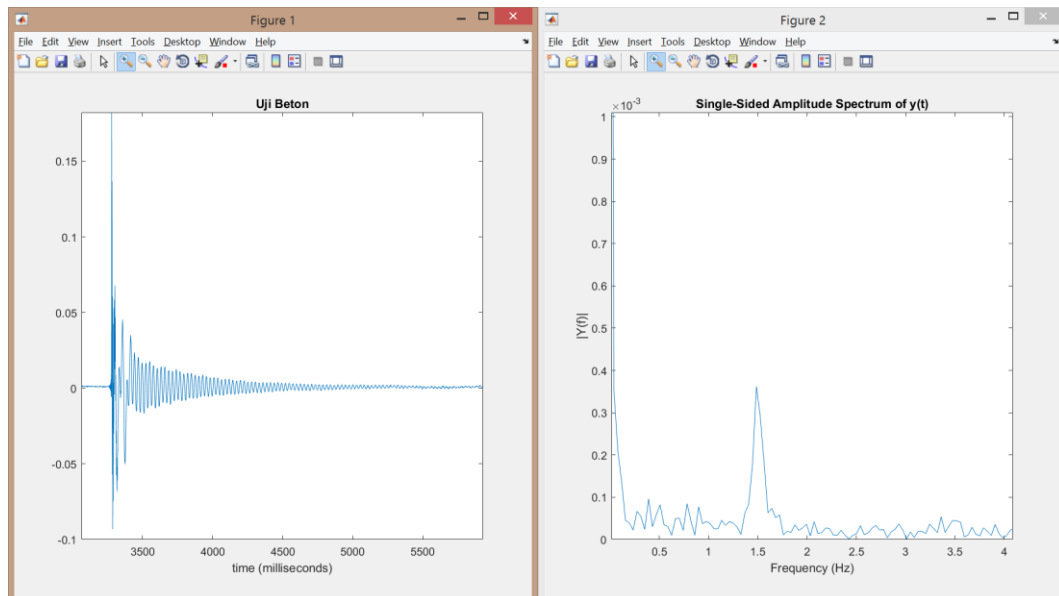 Figure 1
File Edit View Insert Tools Desktop Window Help
Uji Beton
0.15
0.1
0.05
0
-0.05
-0.1
3500 4000 4500 5000 5500
time (milliseconds)
Figure 2
File Edit View Insert Tools Desktop Window Help
×10-3
Single-Sided Amplitude Spectrum of y(t)
1
0.9
0.8
0.7
0.6
0.5
0.4
0.3
0.2
0.1
0
|Y(f)|
0.5 1 1.5 2 2.5 3 3.5 4
Frequency (Hz)